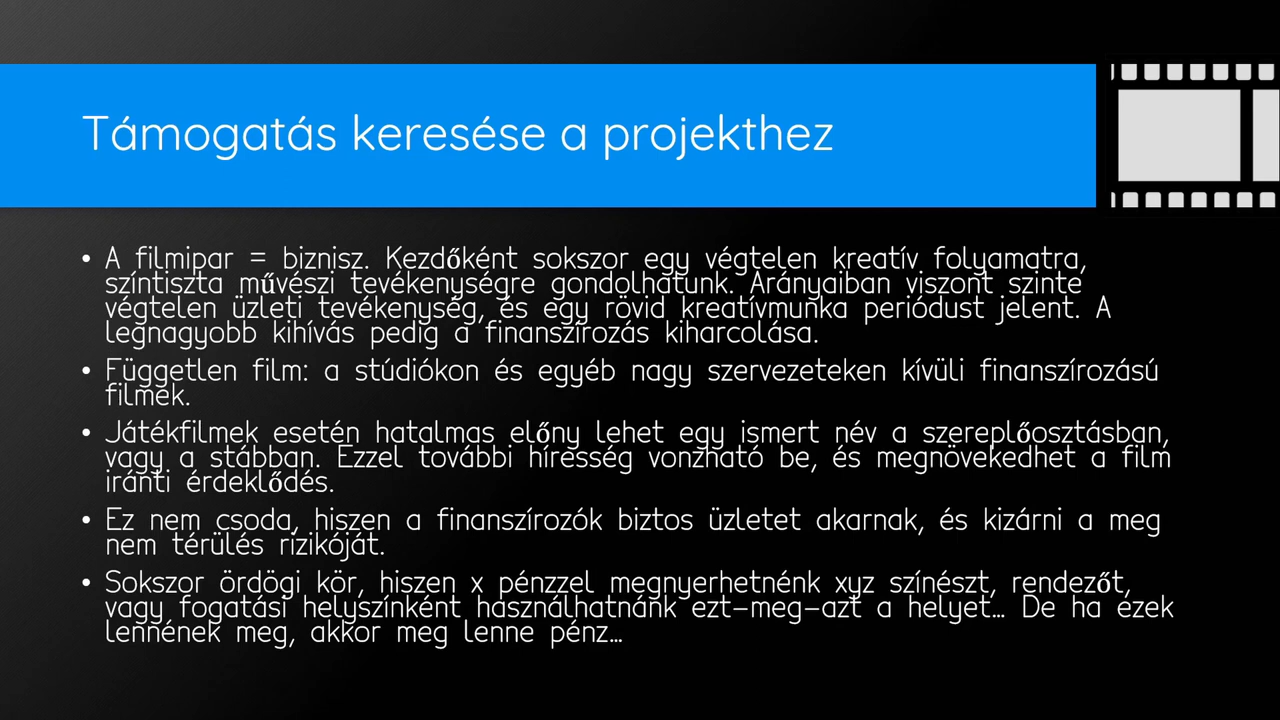 Támogatás keresése a projekthez
• A filmipar = biznisz. Kezdőként sokszor egy végtelen kreatív folyamatra,
színtiszta művészi tevékenységre gondolhatunk. Arányaiban viszont szinte
végtelen üzleti tevékenység, és egy rövid kreatívmunka periódust jelent. A
legnagyobb kihívás pedig a finanszírozás kiharcolása.
• Független film: a stúdiókon és egyéb nagy szervezeteken kívüli finanszírozású
filmek.
• Játékfilmek esetén hatalmas előny lehet egy ismert név a szereplőosztásban,
vagy a stábban. Ezzel további híresség vonzható be, és megnövekedhet a film
iránti érdeklődés.
• Ez nem csoda, hiszen a finanszírozók biztos üzletet akarnak, és kizárni a meg
nem térülés rizikóját.
• Sokszor ördögi kör, hiszen x pénzzel megnyerhetnénk xyz színészt, rendezőt,
vagy fogatási helyszínként használhatnánk ezt-meg-azt a helyet... De ha ezek
lennének meg, akkor meg lenne pénz...